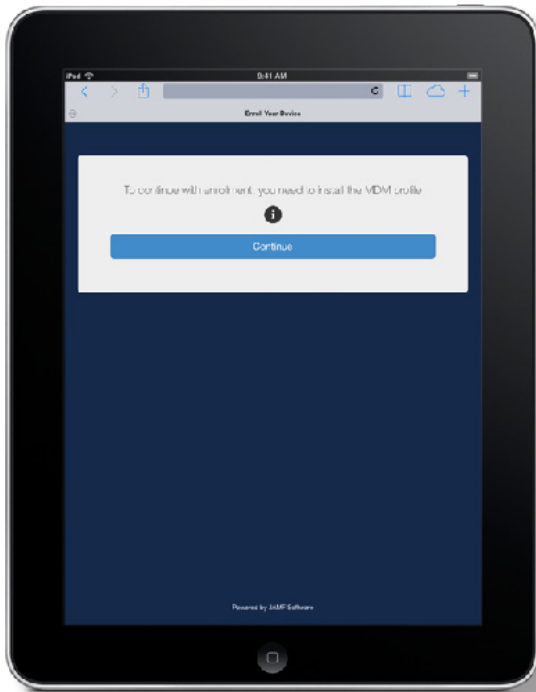 iPad 9:41 AM
Enroll Your Device
To continue with enrollment, you need to install the MDM profile
Continue
Powered by JAMF Software